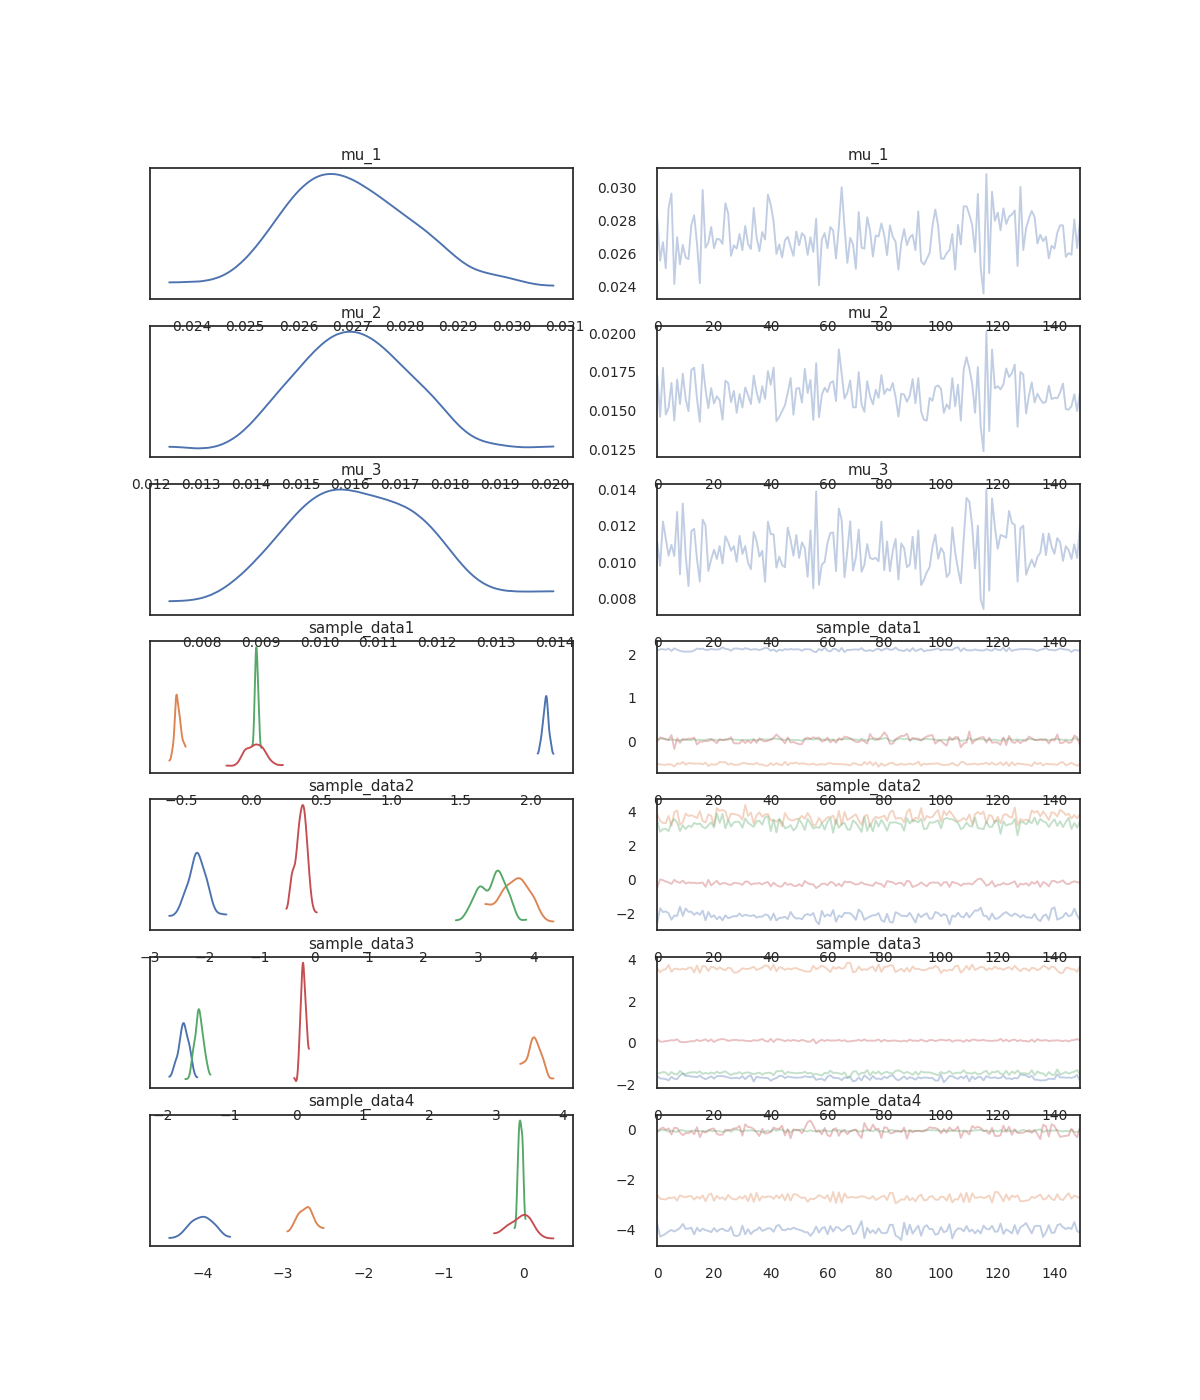 mu_1 mu_1
0.030
0.028
0.026
0.024
0.024 0.025 0.026 0.027 0.028 0.029 0.030 0.031 0 20 40 60 80 100 120 140
mu_2 mu_2
0.0200
0.0175
0.0150
0.0125
0.012 0.013 0.014 0.015 0.016 0.017 0.018 0.019 0.020 0 20 40 60 80 100 120 140
mu_3 mu_3
0.014
0.012
0.010
0.008
0.008 0.009 0.010 0.011 0.012 0.013 0.014 0 20 40 60 80 100 120 140
sample_data1 sample_data1
2
1
0
−0.5 0.0 0.5 1.0 1.5 2.0 0 20 40 60 80 100 120 140
sample_data2 sample_data2
4
2
0
−2
−3 −2 −1 0 1 2 3 4 0 20 40 60 80 100 120 140
sample_data3 sample_data3
4
2
0
−2
−2 −1 0 1 2 3 4 0 20 40 60 80 100 120 140
sample_data4 sample_data4
0
−2
−4
−4 −3 −2 −1 0 0 20 40 60 80 100 120 140